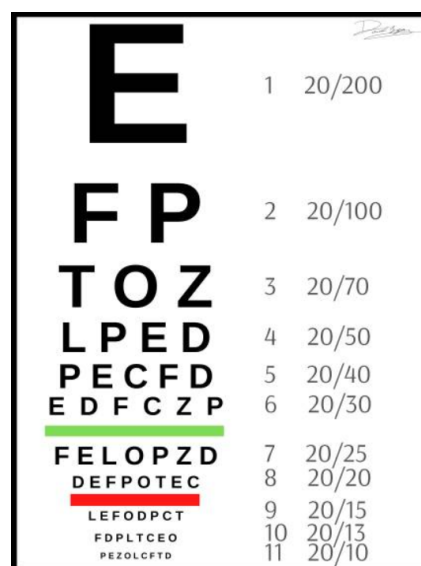 E 1 20/200
F P 2 20/100
T O Z 3 20/70
L P E D 4 20/50
P E C F D 5 20/40
E D F C Z P 6 20/30
F E L O P Z D 7 20/25
D E F P O T E C 8 20/20
L E F O D P C T 9 20/15
F D P L T C E O 10 20/13
P E Z O L C F T D 11 20/10